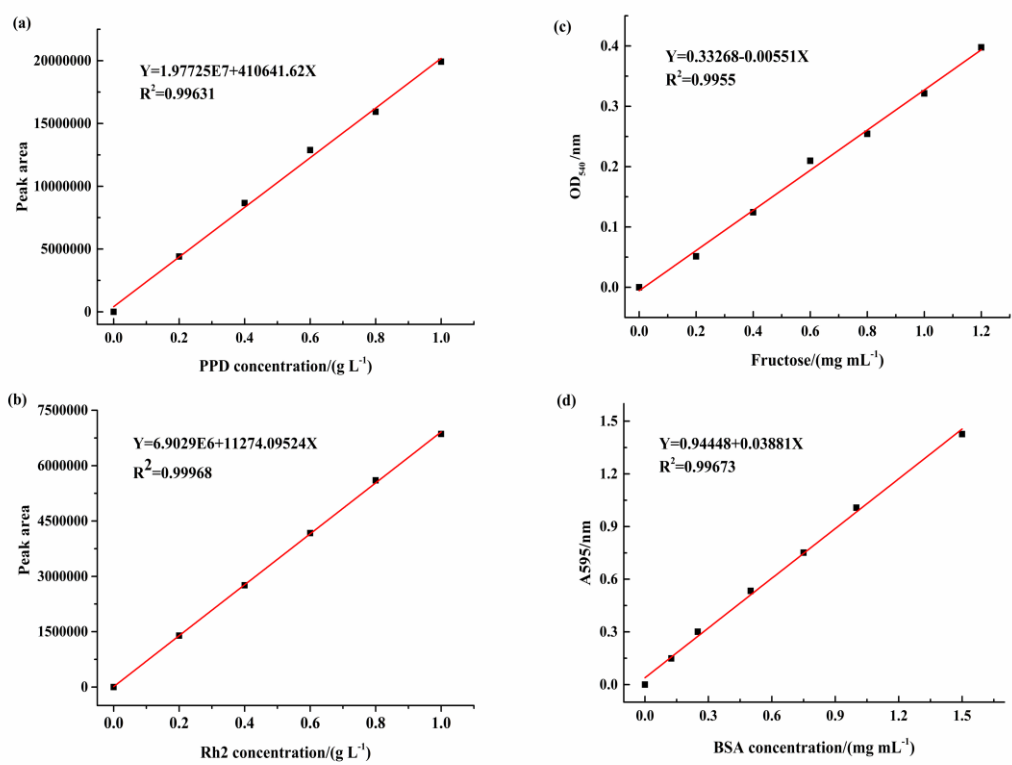 (a)
20000000
15000000
10000000
5000000
0
Peak area
Y=1.97725E7+410641.62X
R²=0.99631
0.0 0.2 0.4 0.6 0.8 1.0
PPD concentration/(g L⁻¹)
(c)
0.4
0.3
0.2
0.1
0.0
OD₅₄₀/nm
Y=0.33268-0.00551X
R²=0.9955
0.0 0.2 0.4 0.6 0.8 1.0 1.2
Fructose/(mg mL⁻¹)
(b)
7500000
6000000
4500000
3000000
1500000
0
Peak area
Y=6.9029E6+11274.09524X
R²=0.99968
0.0 0.2 0.4 0.6 0.8 1.0
Rh2 concentration/(g L⁻¹)
(d)
1.5
1.2
0.9
0.6
0.3
0.0
A595/nm
Y=0.94448+0.03881X
R²=0.99673
0.0 0.3 0.6 0.9 1.2 1.5
BSA concentration/(mg mL⁻¹)